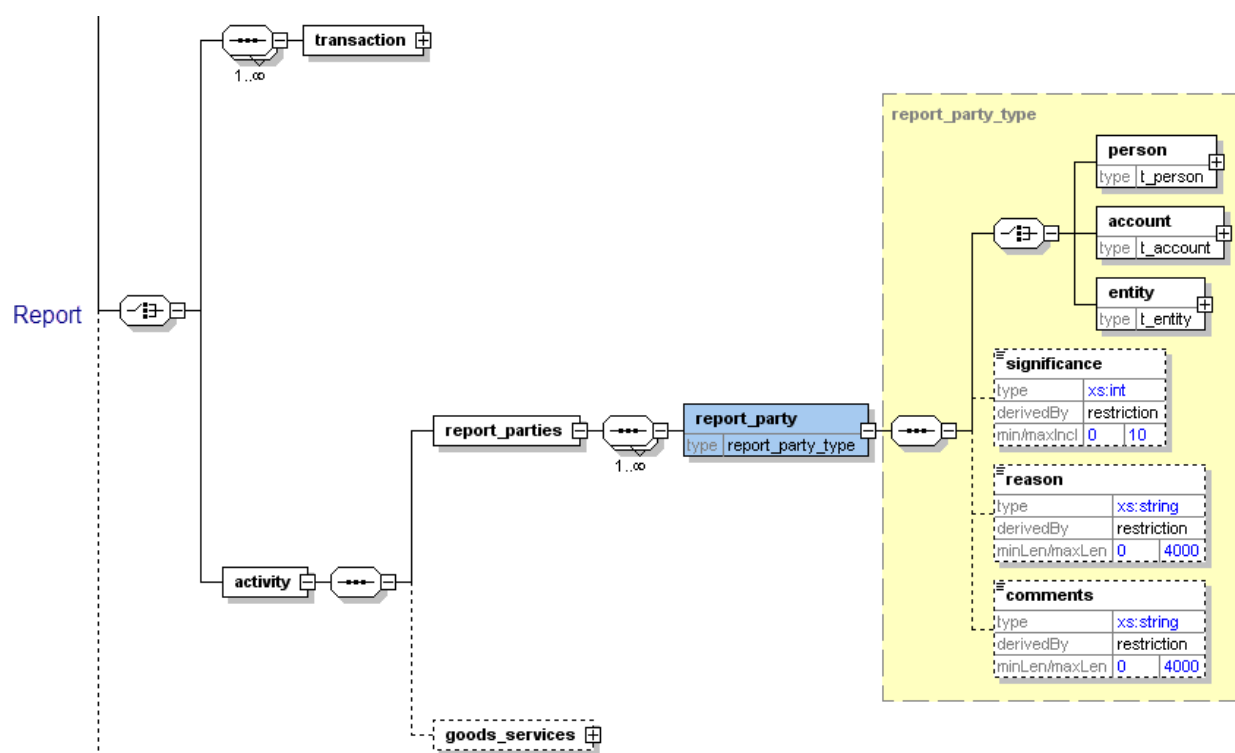 transaction
1..∞
report_party_type
person
type t_person
account
type t_account
Report
entity
type t_entity
significance
type xs:int
derivedBy restriction
min/maxIncl 0 10
report_parties
1..∞
report_party
type report_party_type
reason
type xs:string
derivedBy restriction
minLen/maxLen 0 4000
activity
comments
type xs:string
derivedBy restriction
minLen/maxLen 0 4000
goods_services